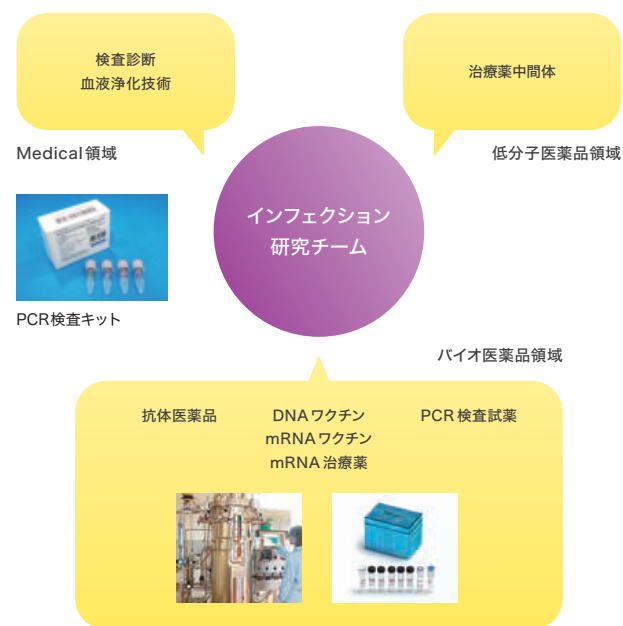 検査診断
血液浄化技術
治療薬中間体
Medical領域
低分子医薬品領域
インフェクション
研究チーム
PCR検査キット
バイオ医薬品領域
抗体医薬品
DNAワクチン
mRNAワクチン
mRNA治療薬
PCR検査試薬